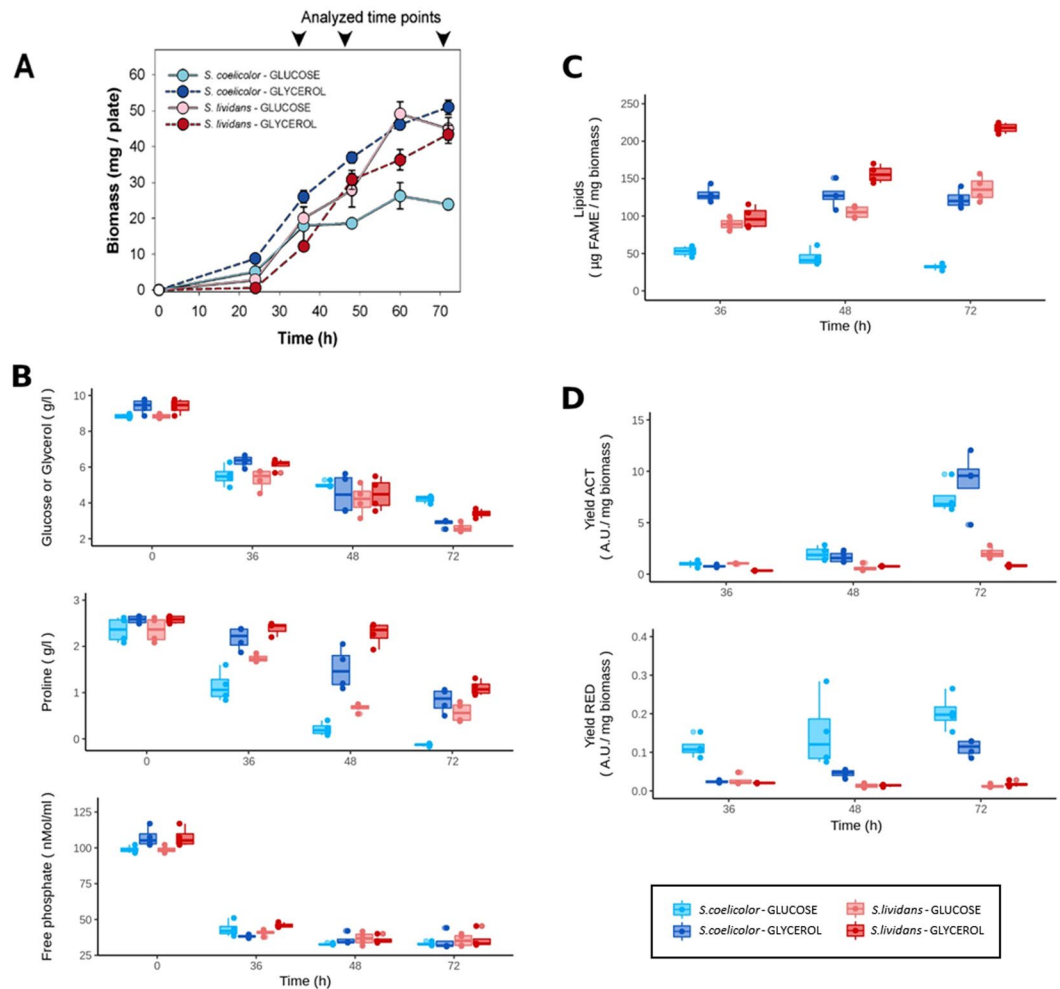 Analyzed time points
A
S. coelicolor - GLUCOSE
S. coelicolor - GLYCEROL
S. lividans - GLUCOSE
S. lividans - GLYCEROL
Biomass (mg / plate)
60
50
40
30
20
10
0
0 10 20 30 40 50 60 70
Time (h)
B
Glucose or Glycerol ( g/l )
10
8
6
4
2
0 36 48 72
Proline ( g/l )
3
2
1
0
0 36 48 72
Free phosphate ( nMol/ml )
125
100
75
50
25
0 36 48 72
Time (h)
C
Lipids
( µg FAME / mg biomass )
250
200
150
100
50
0
36 48 72
Time (h)
D
Yield ACT
( A.U./ mg biomass )
15
10
5
0
36 48 72
Yield RED
( A.U./ mg biomass )
0.4
0.3
0.2
0.1
0.0
36 48 72
Time (h)
S.coelicolor - GLUCOSE
S.coelicolor - GLYCEROL
S.lividans - GLUCOSE
S.lividans - GLYCEROL